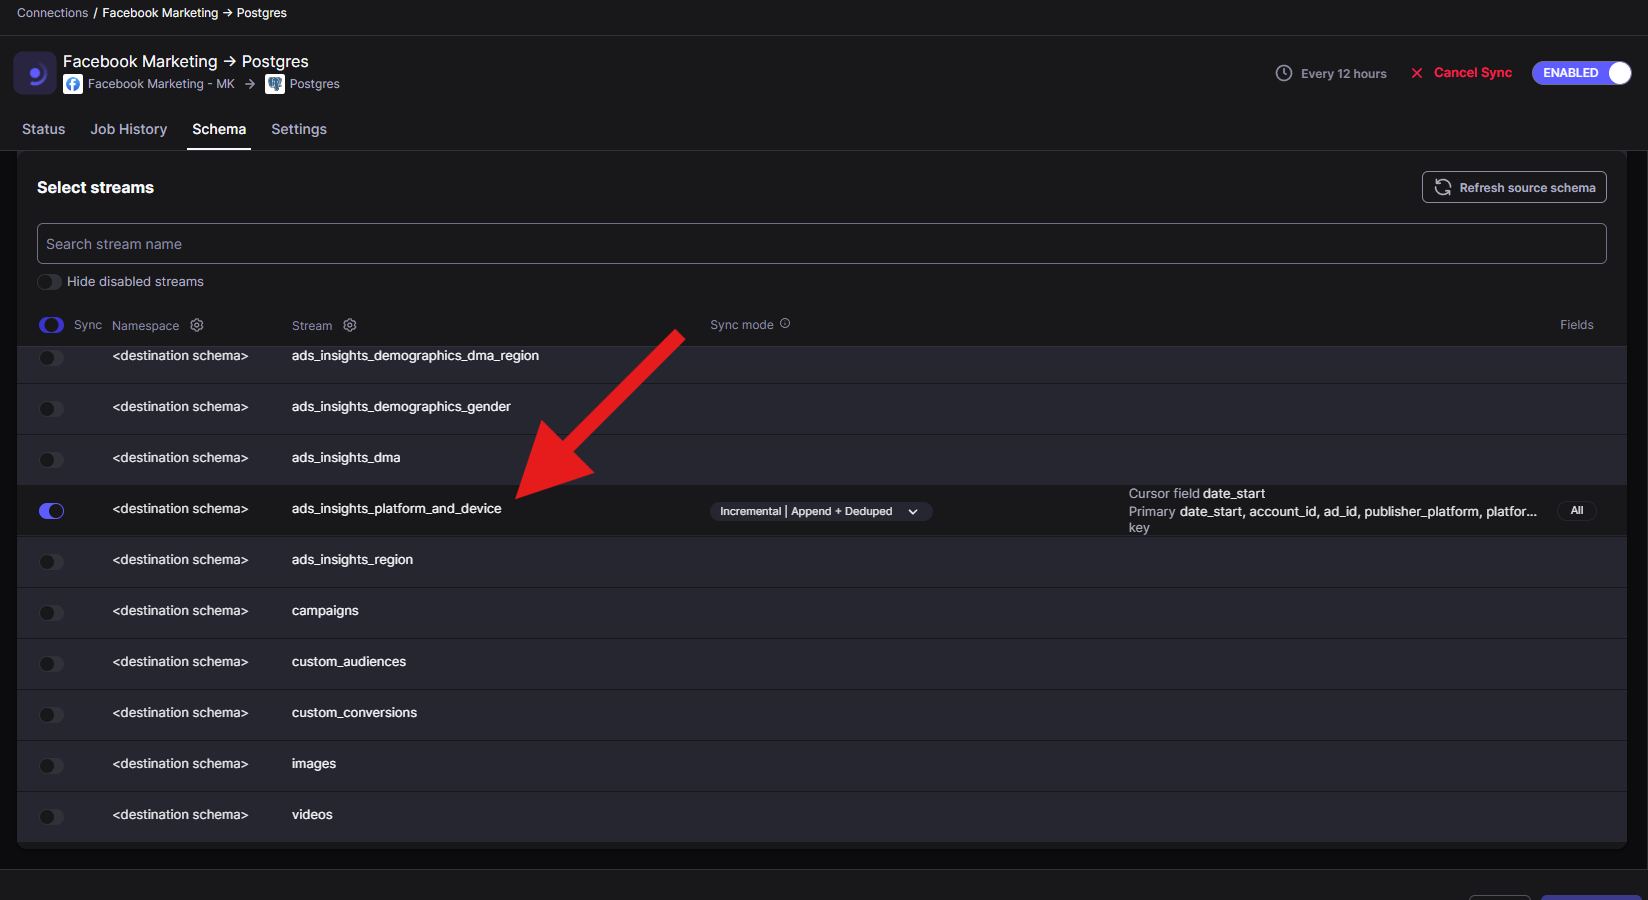 Connections / Facebook Marketing → Postgres
Facebook Marketing → Postgres
Facebook Marketing - MK → Postgres
Every 12 hours
Cancel Sync
ENABLED
Status Job History Schema Settings
Select streams
Refresh source schema
Search stream name
Hide disabled streams
Sync Namespace Stream Sync mode Fields
<destination schema> ads_insights_demographics_dma_region
<destination schema> ads_insights_demographics_gender
<destination schema> ads_insights_dma
<destination schema> ads_insights_platform_and_device Incremental | Append + Deduped
Cursor field date_start
Primary key date_start, account_id, ad_id, publisher_platform, platfor...
All
<destination schema> ads_insights_region
<destination schema> campaigns
<destination schema> custom_audiences
<destination schema> custom_conversions
<destination schema> images
<destination schema> videos